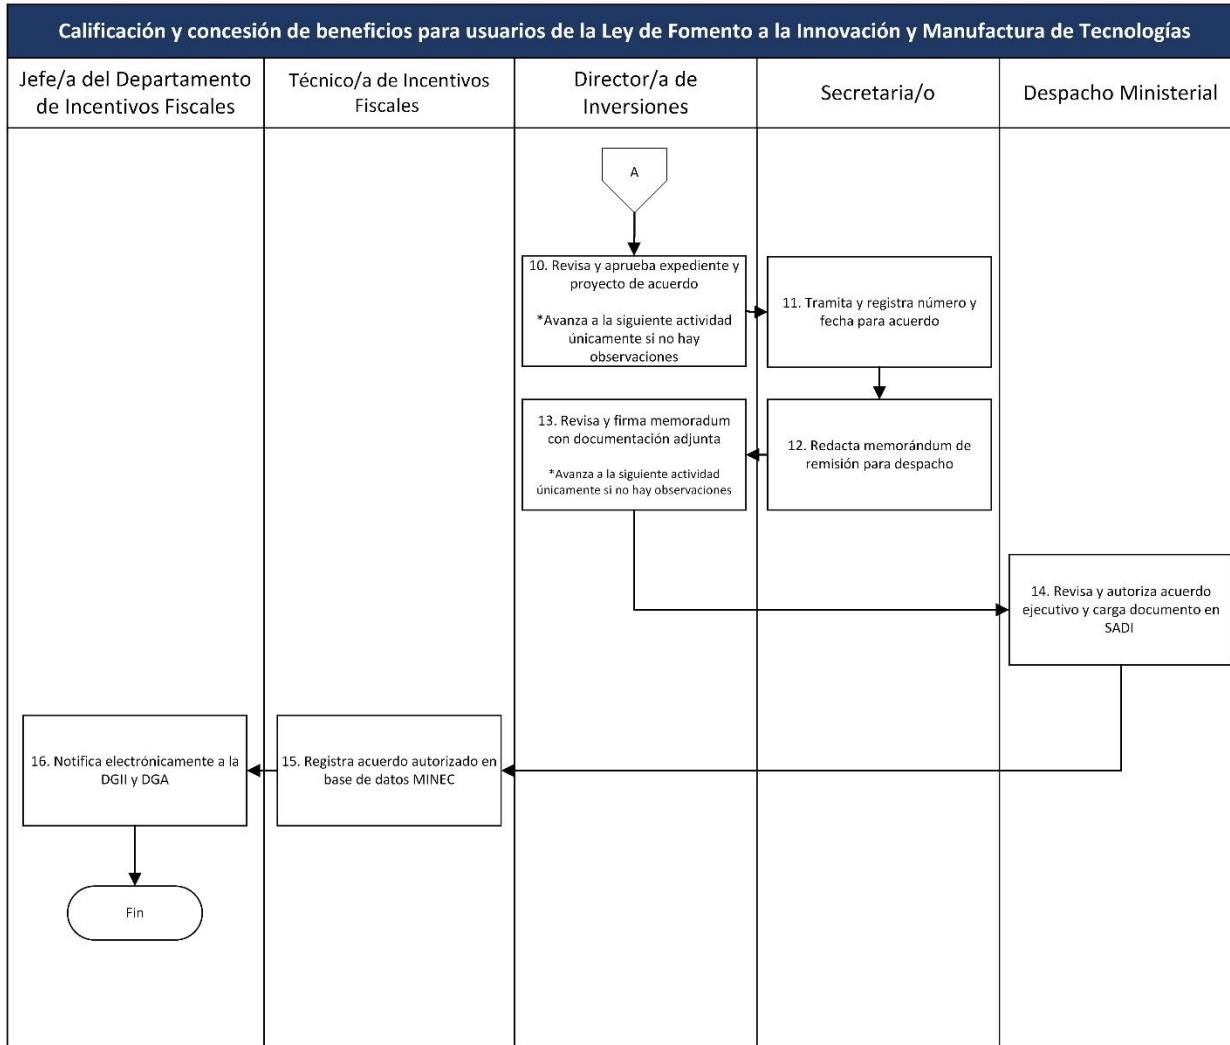 Calificación y concesión de beneficios para usuarios de la Ley de Fomento a la Innovación y Manufactura de Tecnologías
Jefe/a del Departamento
de Incentivos Fiscales
Técnico/a de Incentivos
Fiscales
Director/a de
Inversiones
Secretaria/o
Despacho Ministerial
A
10. Revisa y aprueba expediente y
proyecto de acuerdo
*Avanza a la siguiente actividad
únicamente si no hay
observaciones
11. Tramita y registra número y
fecha para acuerdo
13. Revisa y firma memoradum
con documentación adjunta
*Avanza a la siguiente actividad
únicamente si no hay observaciones
12. Redacta memorándum de
remisión para despacho
14. Revisa y autoriza acuerdo
ejecutivo y carga documento en
SADI
16. Notifica electrónicamente a la
DGII y DGA
15. Registra acuerdo autorizado en
base de datos MINEC
Fin